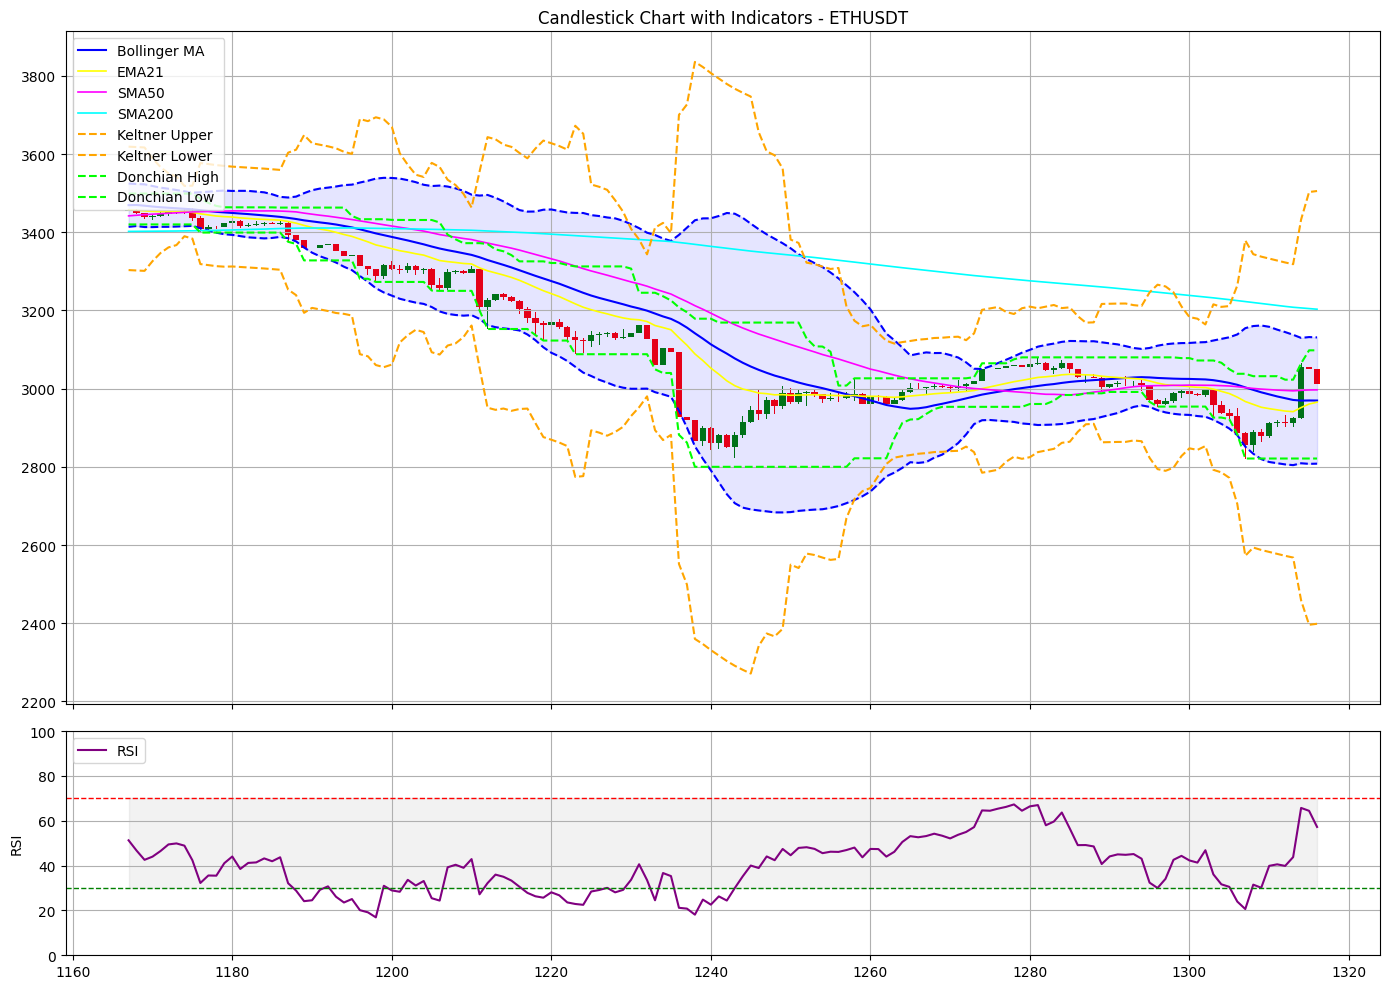 Candlestick Chart with Indicators - ETHUSDT
Bollinger MA
EMA21
SMA50
SMA200
Keltner Upper
Keltner Lower
Donchian High
Donchian Low
3800
3600
3400
3200
3000
2800
2600
2400
2200
RSI
RSI
100
80
60
40
20
0
1160 1180 1200 1220 1240 1260 1280 1300 1320